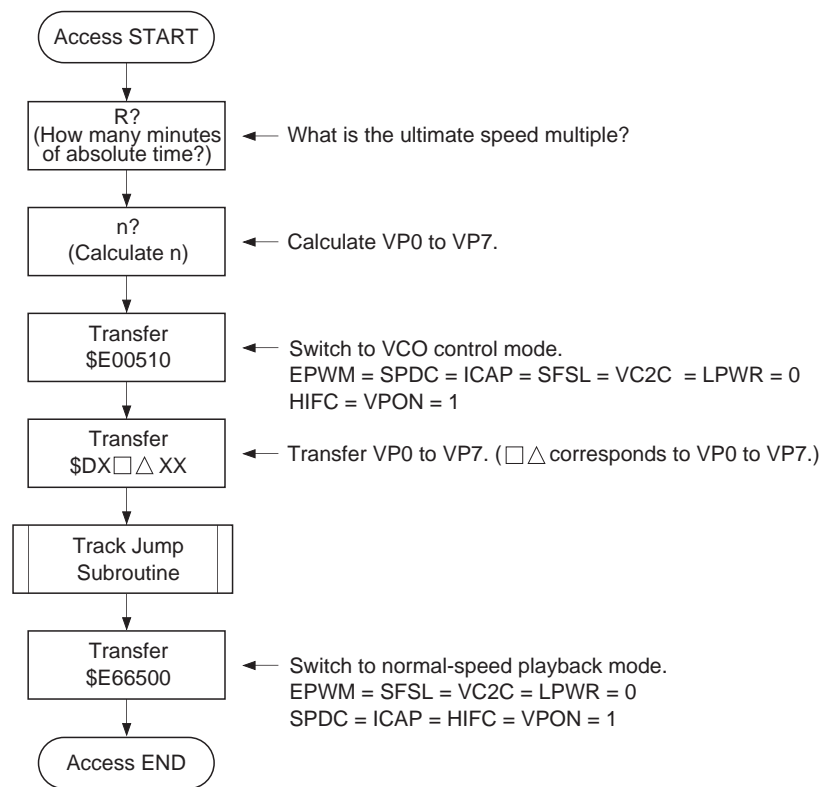 Access START
R?
(How many minutes
of absolute time?)
What is the ultimate speed multiple?
n?
(Calculate n)
Calculate VP0 to VP7.
Transfer
$E00510
Switch to VCO control mode.
EPWM = SPDC = ICAP = SFSL = VC2C = LPWR = 0
HIFC = VPON = 1
Transfer
$DX□△XX
Transfer VP0 to VP7. (□△corresponds to VP0 to VP7.)
Track Jump
Subroutine
Transfer
$E66500
Switch to normal-speed playback mode.
EPWM = SFSL = VC2C = LPWR = 0
SPDC = ICAP = HIFC = VPON = 1
Access END